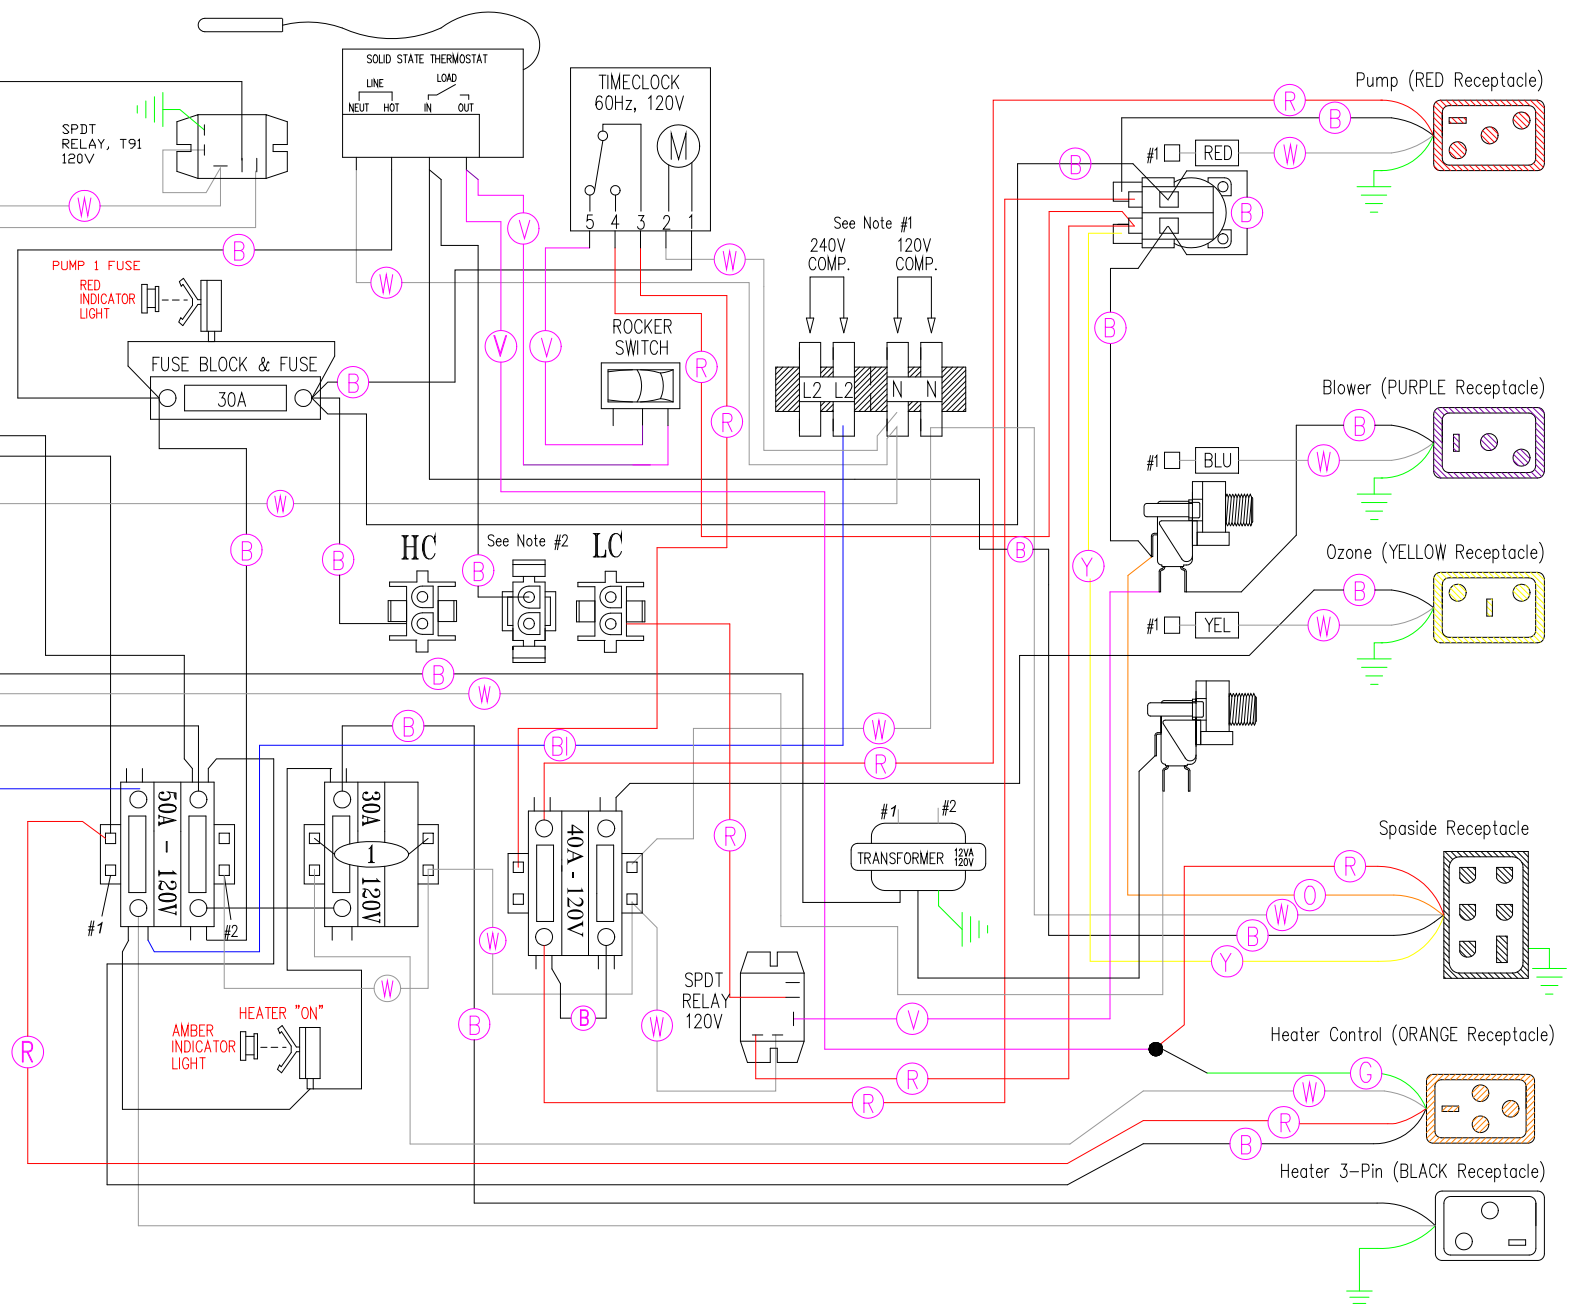 SOLID STATE THERMOSTAT
LINE
LOAD
NEUT HOT IN OUT
TIMECLOCK
60Hz, 120V
M
5 4 3 2 1
Pump (RED Receptacle)
R
B
#1 RED W
B
B
SPDT
RELAY, T91
120V
W
B
V
W
W
See Note #1
240V
COMP.
120V
COMP.
PUMP 1 FUSE
RED
INDICATOR
LIGHT
FUSE BLOCK & FUSE
30A
B
V
V
ROCKER
SWITCH
R
R
L2 L2 N N
B
Blower (PURPLE Receptacle)
B
#1 BLU W
W
B
B
HC
See Note #2
LC
B
B
Y
Ozone (YELLOW Receptacle)
B
#1 YEL W
B
W
B
BI
W
R
50A - 120V
#1
#2
30A 120V
1
40A - 120V
R
#1
#2
TRANSFORMER
12VA
120V
Spaside Receptacle
R
O
W
B
Y
W
W
B
B
W
SPDT
RELAY
120V
V
R
R
HEATER "ON"
AMBER
INDICATOR
LIGHT
R
Heater Control (ORANGE Receptacle)
G
W
R
B
Heater 3-Pin (BLACK Receptacle)